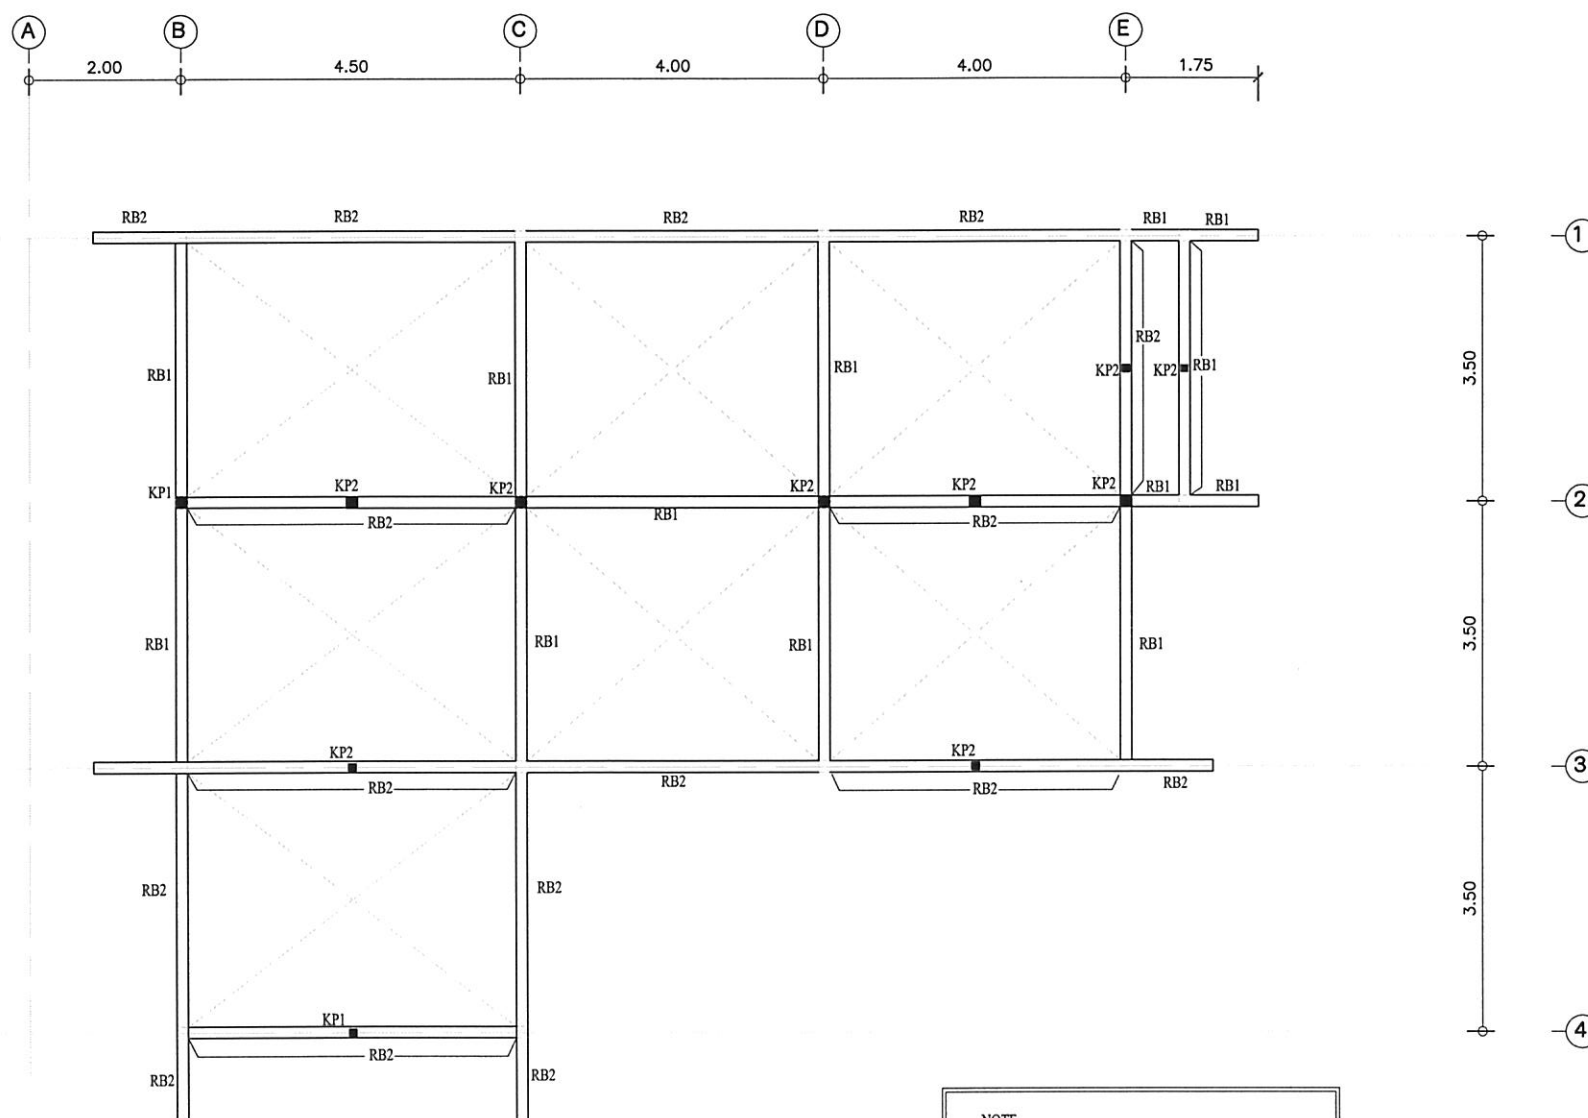 A B C D E
2.00 4.50 4.00 4.00 1.75
RB2 RB2 RB2 RB2 RB1 RB1
1
RB2
RB1 RB1 RB1 KP2 KP2 RB1
3.50
KP1 KP2 KP2 KP2 KP2 KP2 RB1 RB1
2
RB2 RB1 RB2
RB1 RB1 RB1 RB1
3.50
KP2 KP2
3
RB2 RB2 RB2 RB2
RB2 RB2
3.50
KP1
4
RB2
RB2 RB2